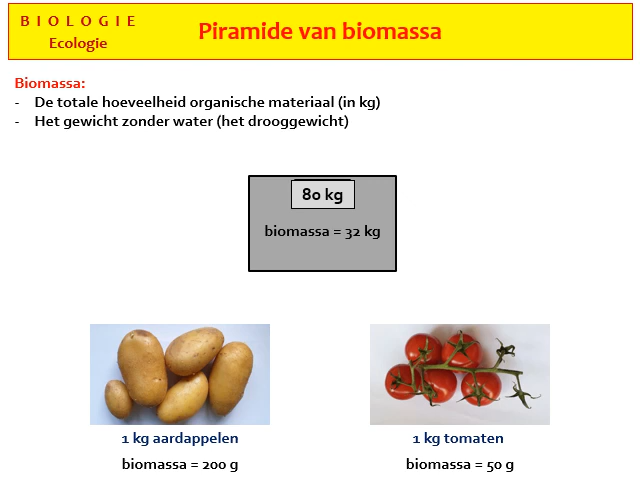 BIOLOGIE
Ecologie
Piramide van biomassa
Biomassa:
- De totale hoeveelheid organische materiaal (in kg)
- Het gewicht zonder water (het drooggewicht)
80 kg
biomassa = 32 kg
1 kg aardappelen
biomassa = 200 g
1 kg tomaten
biomassa = 50 g